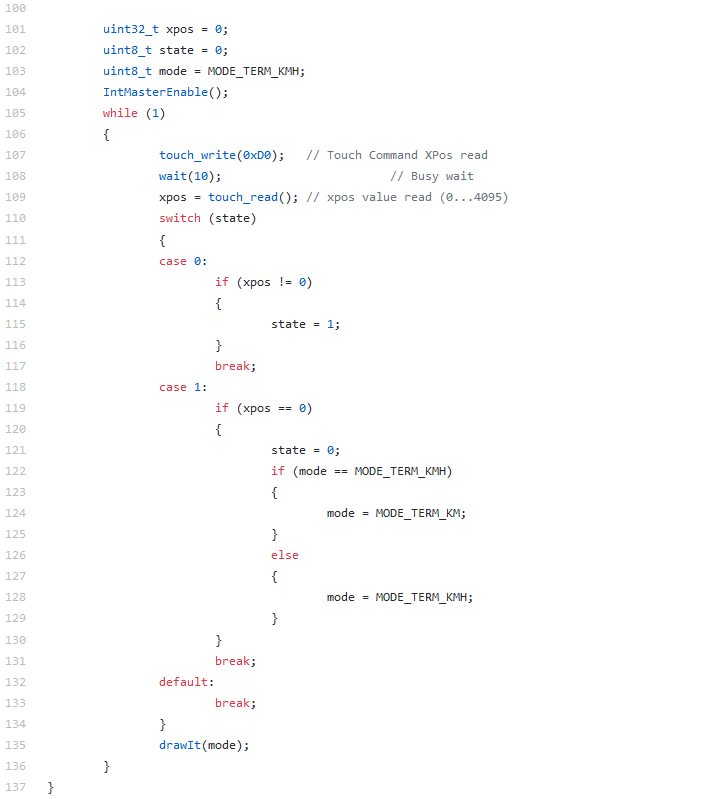 100
101 uint32_t xpos = 0;
102 uint8_t state = 0;
103 uint8_t mode = MODE_TERM_KMH;
104 IntMasterEnable();
105 while (1)
106 {
107 touch_write(0xD0); // Touch Command XPos read
108 wait(10); // Busy wait
109 xpos = touch_read(); // xpos value read (0...4095)
110 switch (state)
111 {
112 case 0:
113 if (xpos != 0)
114 {
115 state = 1;
116 }
117 break;
118 case 1:
119 if (xpos == 0)
120 {
121 state = 0;
122 if (mode == MODE_TERM_KMH)
123 {
124 mode = MODE_TERM_KM;
125 }
126 else
127 {
128 mode = MODE_TERM_KMH;
129 }
130 }
131 break;
132 default:
133 break;
134 }
135 drawIt(mode);
136 }
137 }